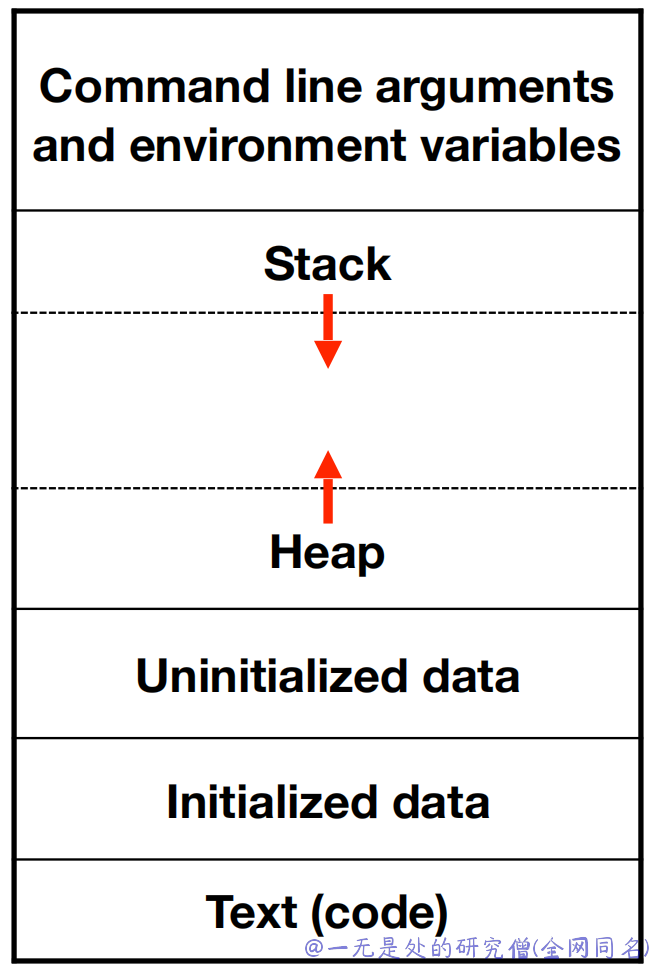 Command line arguments
and environment variables
Stack
Heap
Uninitialized data
Initialized data
Text (code)
@一无是处的研究僧(全网同名)